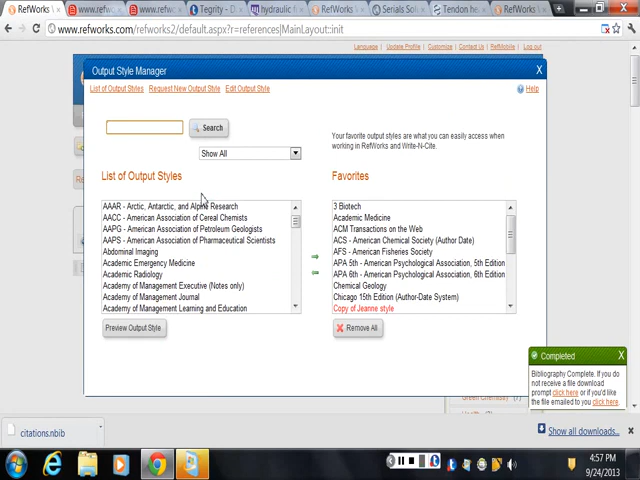 RefWorks
www.refw
www.refw
Tegrity - D
hydraulic f
RefWorks
Serials So
Tendon he
RefWorks
www.refworks.com/refworks2/default.aspx?r=references|MainLayout::init
Language | Update Profile | Customize | Contact Us | RefMobile | Log out
Output Style Manager X
List of Output Styles Request New Output Style Edit Output Style Help
Search
Show All
Your favorite output styles are what you can easily access when
working in RefWorks and Write-N-Cite.
List of Output Styles
AAAR - Arctic, Antarctic, and Alpine Research
AACC - American Association of Cereal Chemists
AAPG - American Association of Petroleum Geologists
AAPS - American Association of Pharmaceutical Scientists
Abdominal Imaging
Academic Emergency Medicine
Academic Radiology
Academy of Management Executive (Notes only)
Academy of Management Journal
Academy of Management Learning and Education
Preview Output Style
Favorites
3 Biotech
Academic Medicine
ACM Transactions on the Web
ACS - American Chemical Society (Author Date)
AFS - American Fisheries Society
APA 5th - American Psychological Association, 5th Edition
APA 6th - American Psychological Association, 6th Edition
Chemical Geology
Chicago 15th Edition (Author-Date System)
Copy of Jeanne style
Remove All
Completed X
Bibliography Complete. If you do
not receive a file download
prompt click here or if you'd like
the file emailed to you click here.
Green Chemistry (7)
citations.nbib
Show all downloads...
4:57 PM
9/24/2013